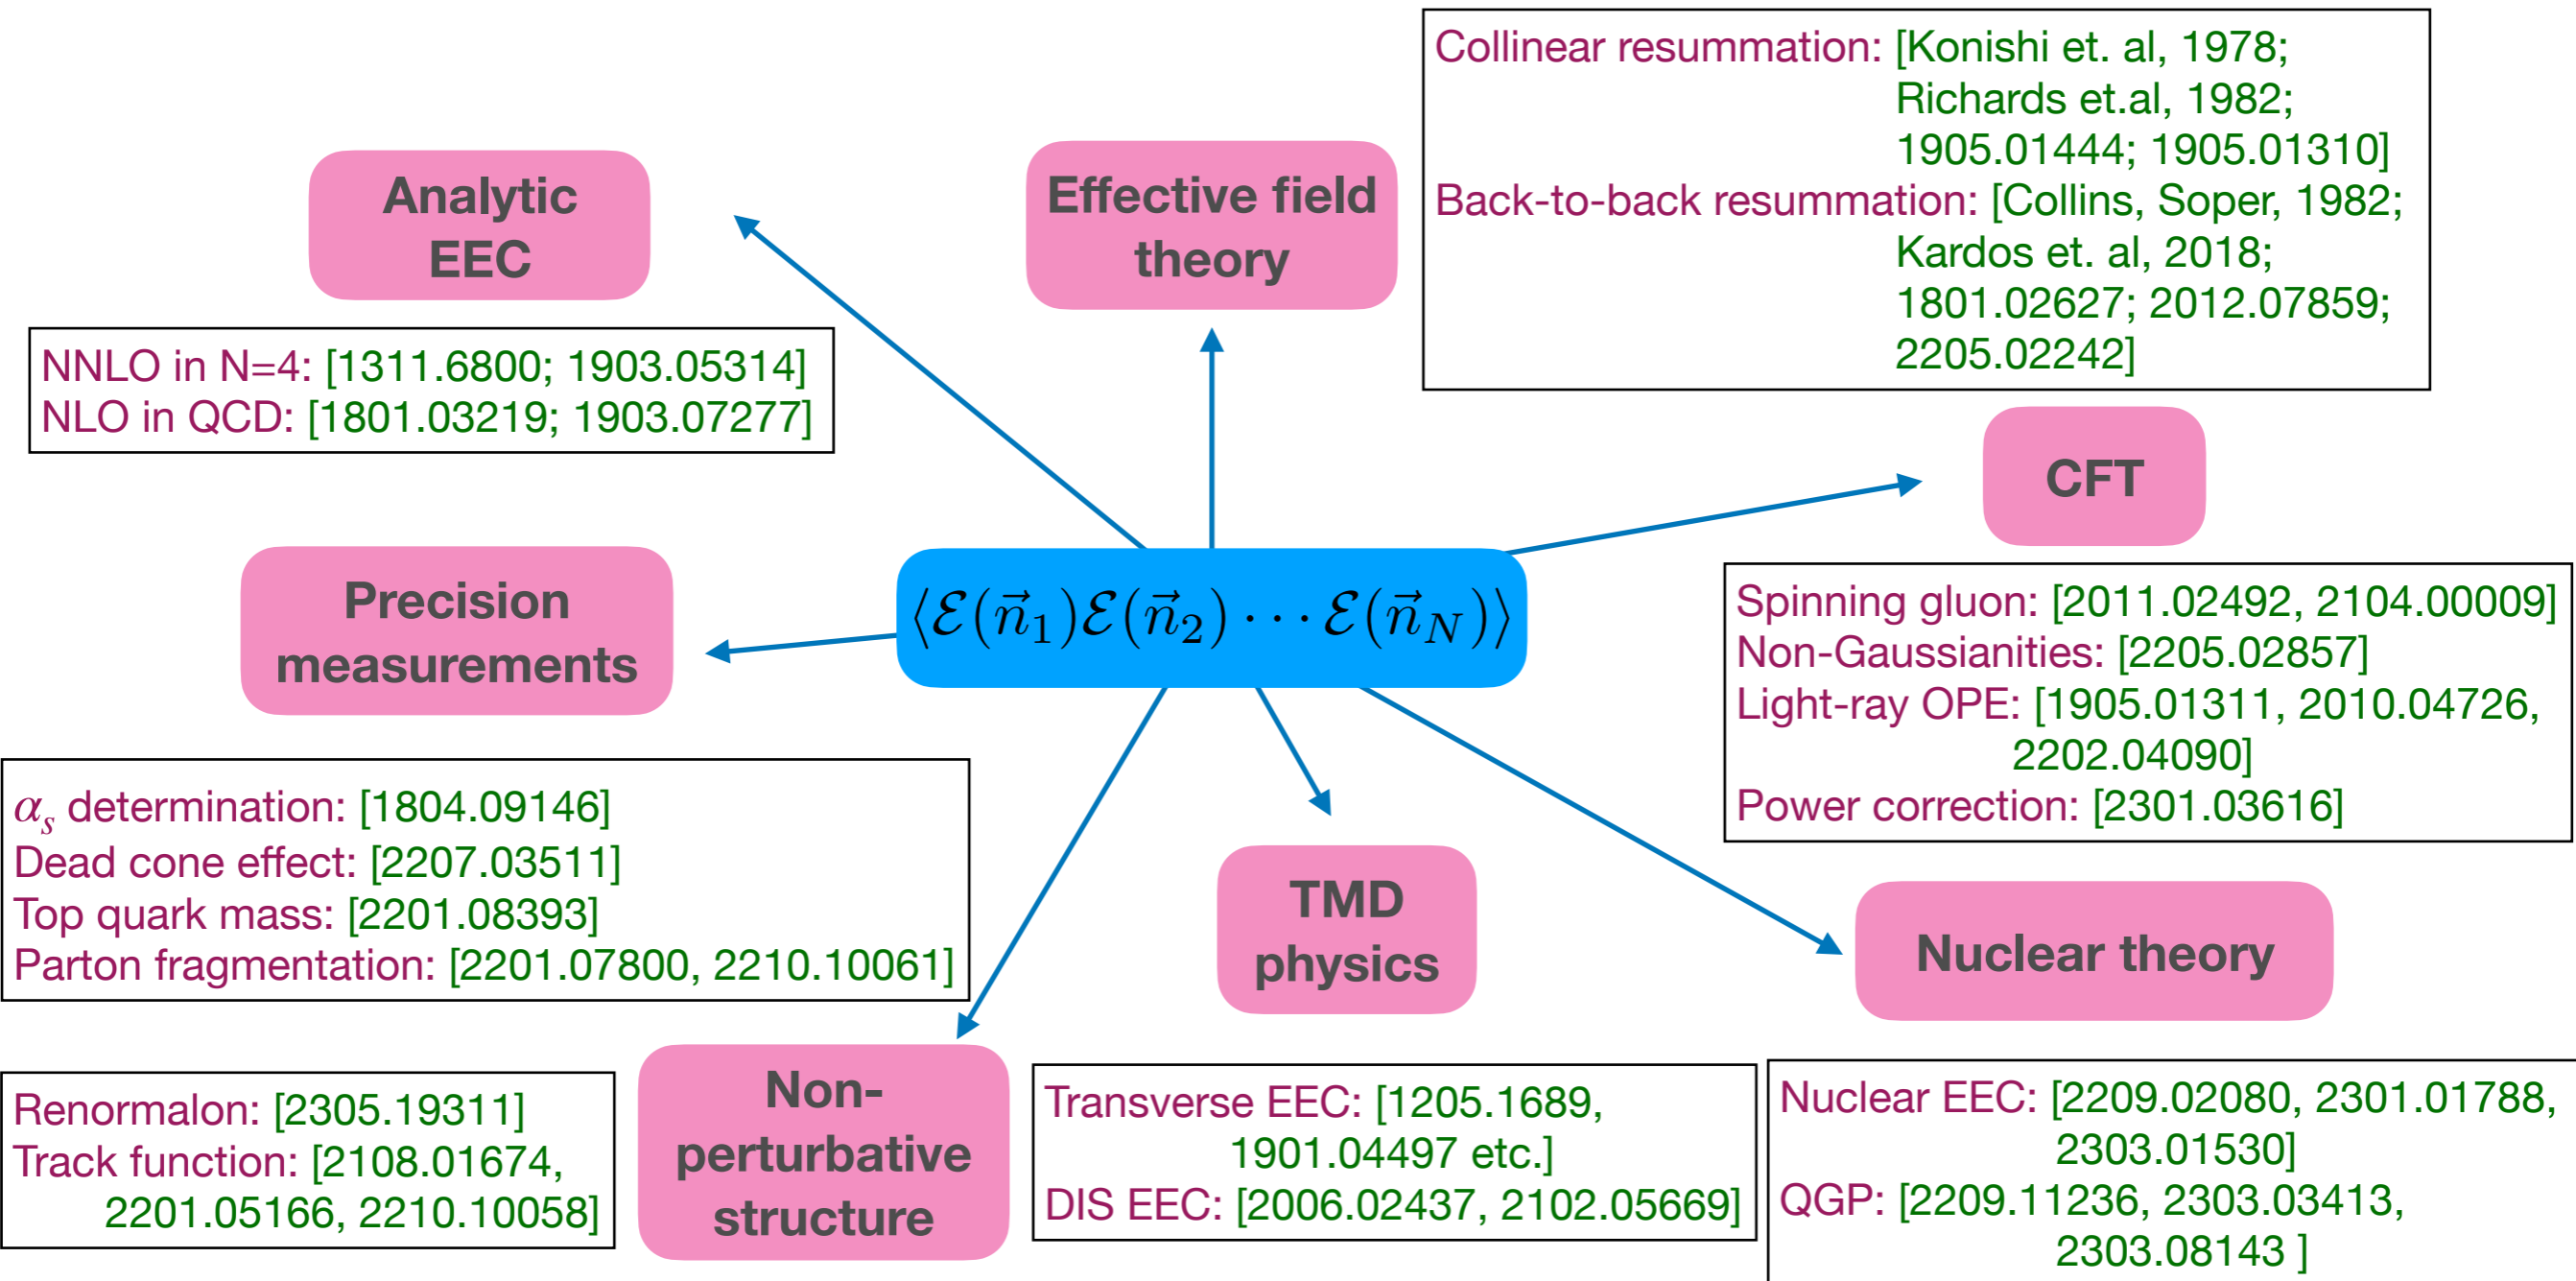 Analytic
EEC
NNLO in N=4: [1311.6800; 1903.05314]
NLO in QCD: [1801.03219; 1903.07277]
Effective field
theory
Collinear resummation: [Konishi et. al, 1978;
Richards et.al, 1982;
1905.01444; 1905.01310]
Back-to-back resummation: [Collins, Soper, 1982;
Kardos et. al, 2018;
1801.02627; 2012.07859;
2205.02242]
CFT
Spinning gluon: [2011.02492, 2104.00009]
Non-Gaussianities: [2205.02857]
Light-ray OPE: [1905.01311, 2010.04726,
2202.04090]
Power correction: [2301.03616]
⟨ℰ(n⃗₁)ℰ(n⃗₂) ⋯ ℰ(n⃗_N)⟩
Precision
measurements
αₛ determination: [1804.09146]
Dead cone effect: [2207.03511]
Top quark mass: [2201.08393]
Parton fragmentation: [2201.07800, 2210.10061]
Non-
perturbative
structure
Renormalon: [2305.19311]
Track function: [2108.01674,
2201.05166, 2210.10058]
TMD
physics
Transverse EEC: [1205.1689,
1901.04497 etc.]
DIS EEC: [2006.02437, 2102.05669]
Nuclear theory
Nuclear EEC: [2209.02080, 2301.01788,
2303.01530]
QGP: [2209.11236, 2303.03413,
2303.08143 ]